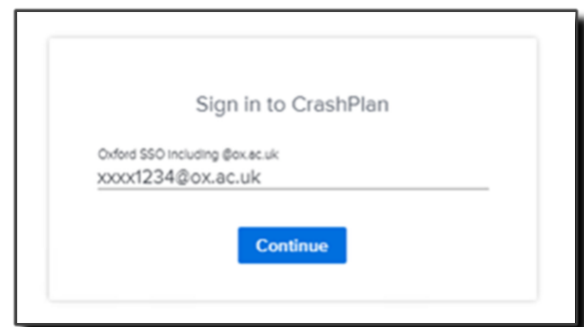 Sign in to CrashPlan
Oxford SSO including @ox.ac.uk
xxxx1234@ox.ac.uk
Continue